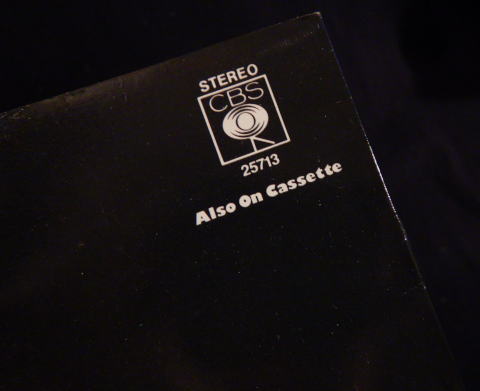 STEREO
CBS
25713
Also On Cassette